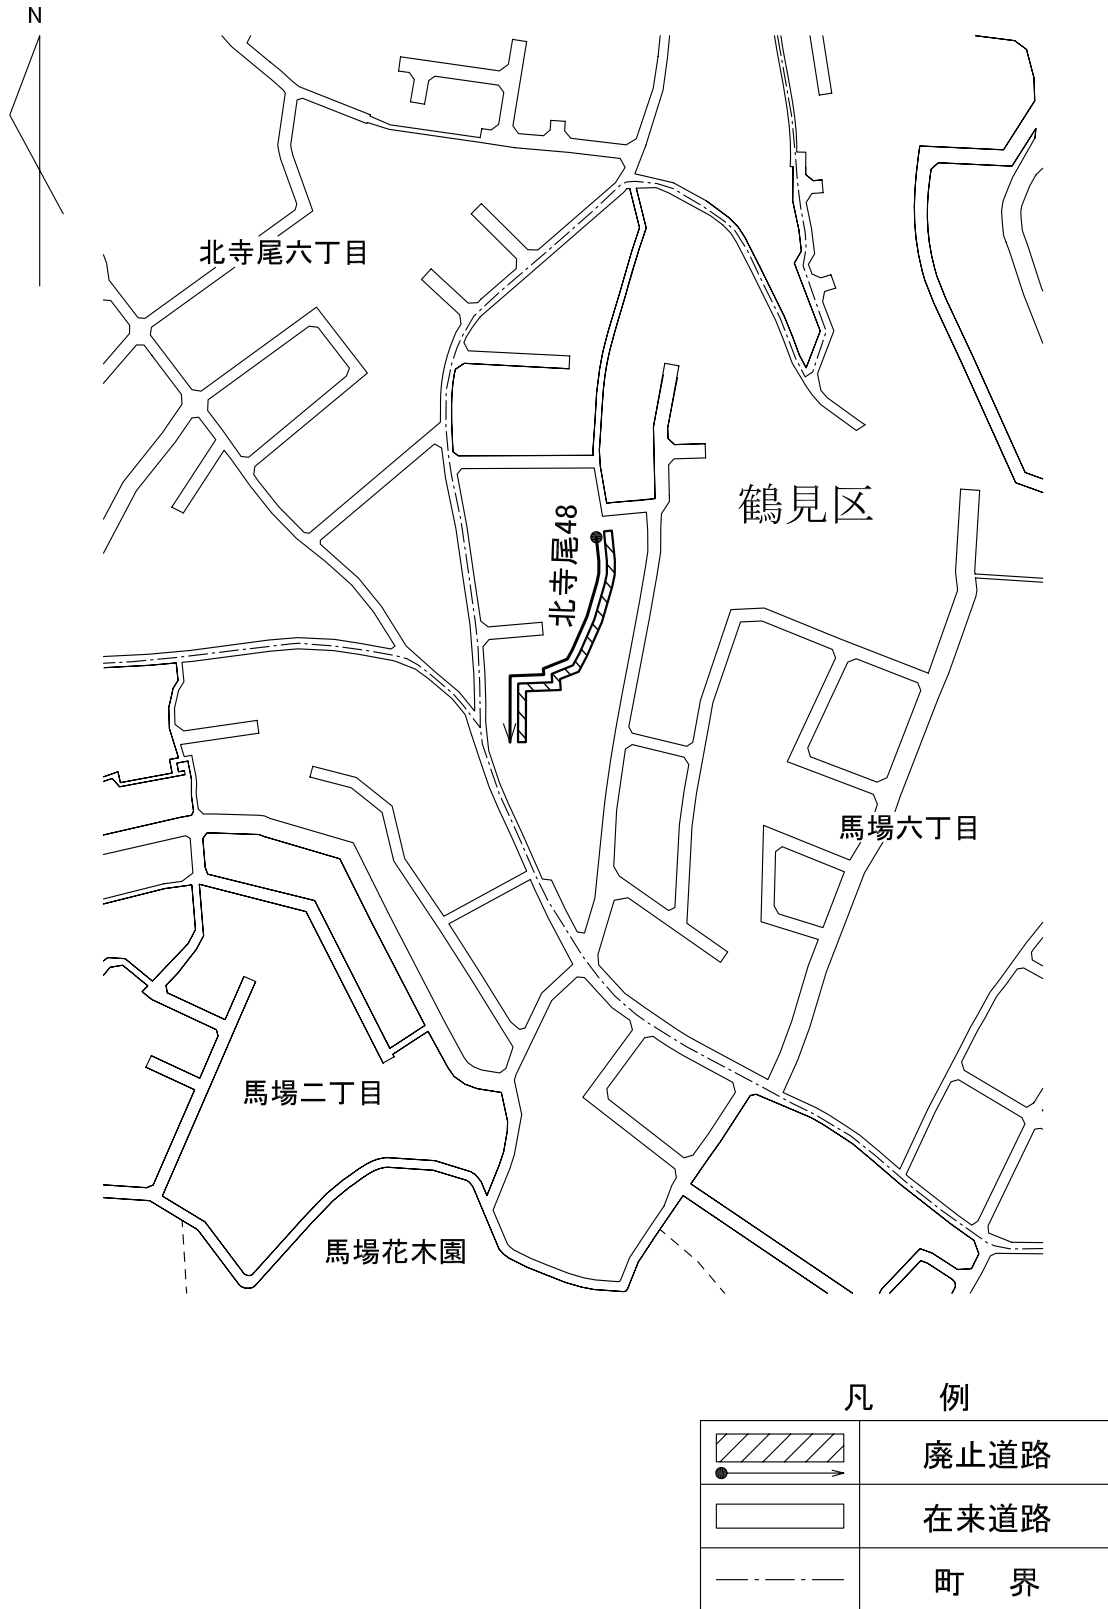 N
北寺尾六丁目
鶴見区
北寺尾48
馬場六丁目
馬場二丁目
馬場花木園
凡 例
廃止道路
在来道路
町 界